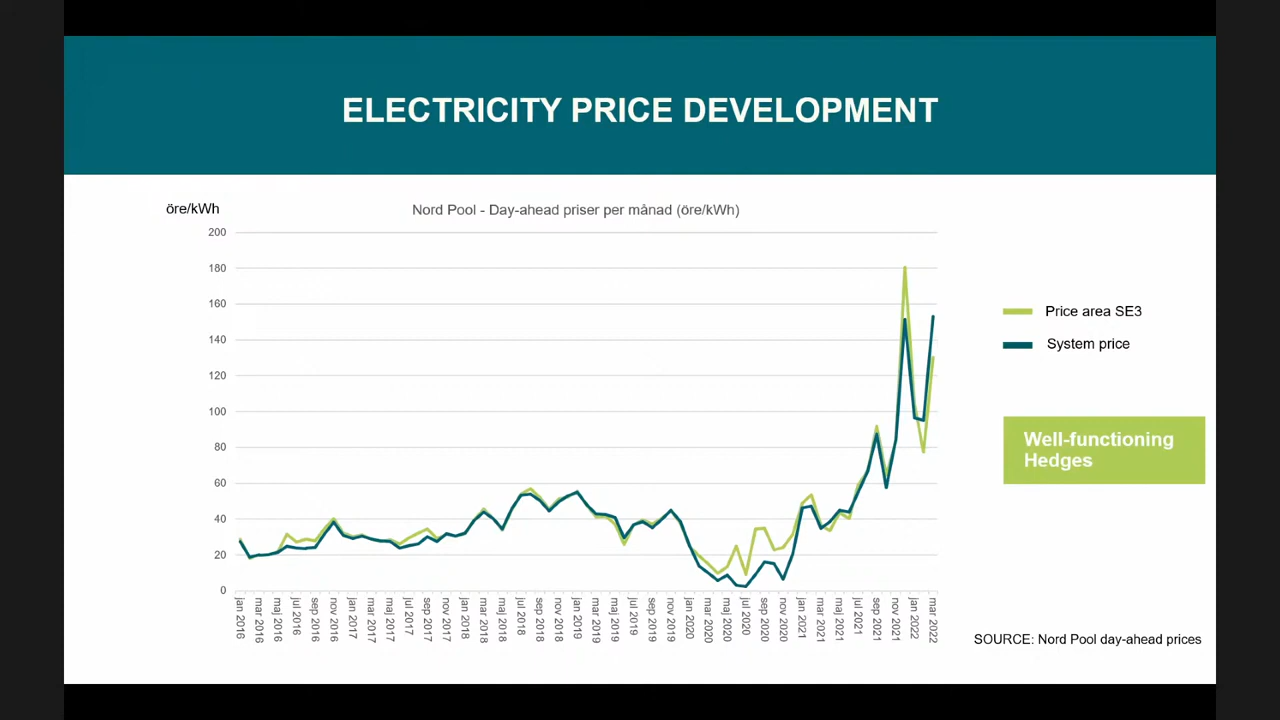 ELECTRICITY PRICE DEVELOPMENT
öre/kWh
Nord Pool - Day-ahead priser per månad (öre/kWh)
200
180
160
140
120
100
80
60
40
20
0
jan 2016
mar 2016
maj 2016
jul 2016
sep 2016
nov 2016
jan 2017
mar 2017
maj 2017
jul 2017
sep 2017
nov 2017
jan 2018
mar 2018
maj 2018
jul 2018
sep 2018
nov 2018
jan 2019
mar 2019
maj 2019
jul 2019
sep 2019
nov 2019
jan 2020
mar 2020
maj 2020
jul 2020
sep 2020
nov 2020
jan 2021
mar 2021
maj 2021
jul 2021
sep 2021
nov 2021
jan 2022
mar 2022
Price area SE3
System price
Well-functioning
Hedges
SOURCE: Nord Pool day-ahead prices